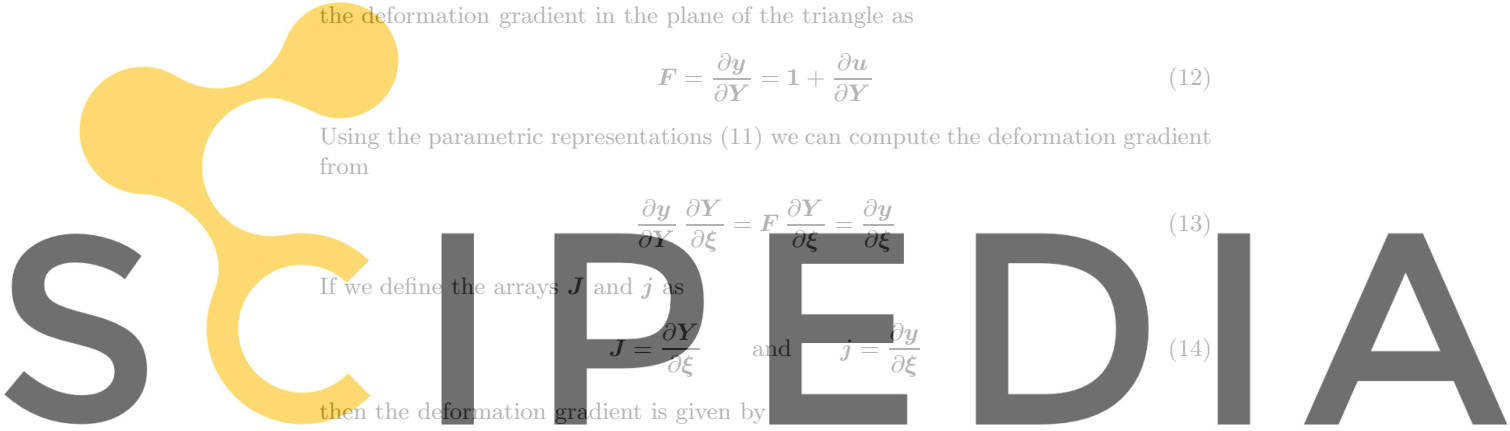 the deformation gradient in the plane of the triangle as
F = ∂y/∂Y = 1 + ∂u/∂Y (12)
Using the parametric representations (11) we can compute the deformation gradient
from
∂y/∂Y ∂Y/∂ξ = F ∂Y/∂ξ = ∂y/∂ξ (13)
If we define the arrays J and j as
J = ∂Y/∂ξ and j = ∂y/∂ξ (14)
then the deformation gradient is given by
SCIPEDIA